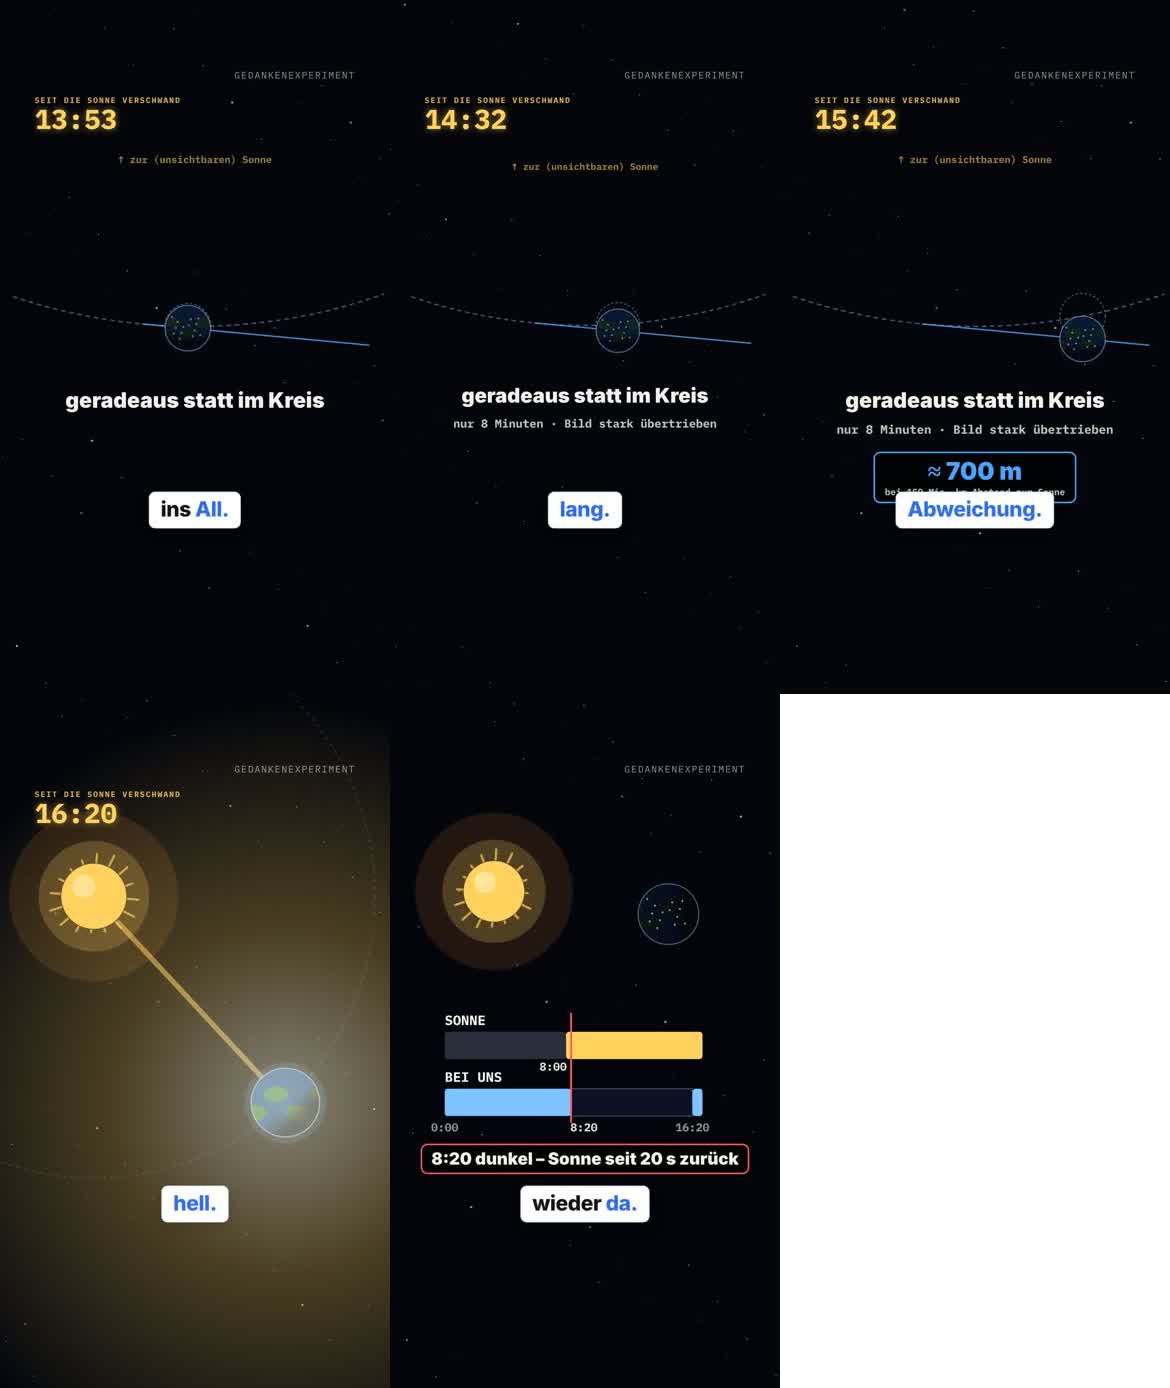 GEDANKENEXPERIMENT
SEIT DIE SONNE VERSCHWAND
13:53
↑ zur (unsichtbaren) Sonne
geradeaus statt im Kreis
ins All.
GEDANKENEXPERIMENT
SEIT DIE SONNE VERSCHWAND
14:32
↑ zur (unsichtbaren) Sonne
geradeaus statt im Kreis
nur 8 Minuten · Bild stark übertrieben
lang.
GEDANKENEXPERIMENT
SEIT DIE SONNE VERSCHWAND
15:42
↑ zur (unsichtbaren) Sonne
geradeaus statt im Kreis
nur 8 Minuten · Bild stark übertrieben
≈ 700 m
Abweichung.
GEDANKENEXPERIMENT
SEIT DIE SONNE VERSCHWAND
16:20
hell.
GEDANKENEXPERIMENT
SONNE
8:00
BEI UNS
0:00 8:20 16:20
8:20 dunkel – Sonne seit 20 s zurück
wieder da.